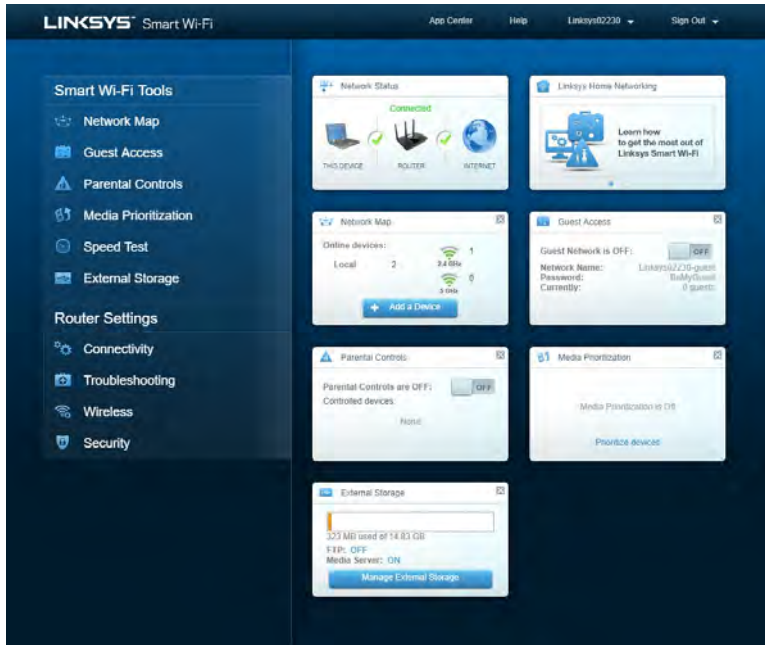 LINKSYS Smart Wi-Fi
App Center Help Linksys02230 Sign Out
Smart Wi-Fi Tools
Network Map
Guest Access
Parental Controls
Media Prioritization
Speed Test
External Storage
Router Settings
Connectivity
Troubleshooting
Wireless
Security
Network Status
Connected
THIS DEVICE ROUTER INTERNET
Linksys Home Networking
Learn how
to get the most out of
Linksys Smart Wi-Fi
Network Map
Online devices:
Local 2
1
2.4 GHz
0
5 GHz
+ Add a Device
Guest Access
Guest Network is OFF: OFF
Network Name: Linksys02230-guest
Password: BeMyGuest
Currently: 0 guests
Parental Controls
Parental Controls are OFF: OFF
Controlled devices:
None
Media Prioritization
Media Prioritization is Off
Prioritize devices
External Storage
323 MB used of 14.83 GB
FTP: OFF
Media Server: ON
Manage External Storage